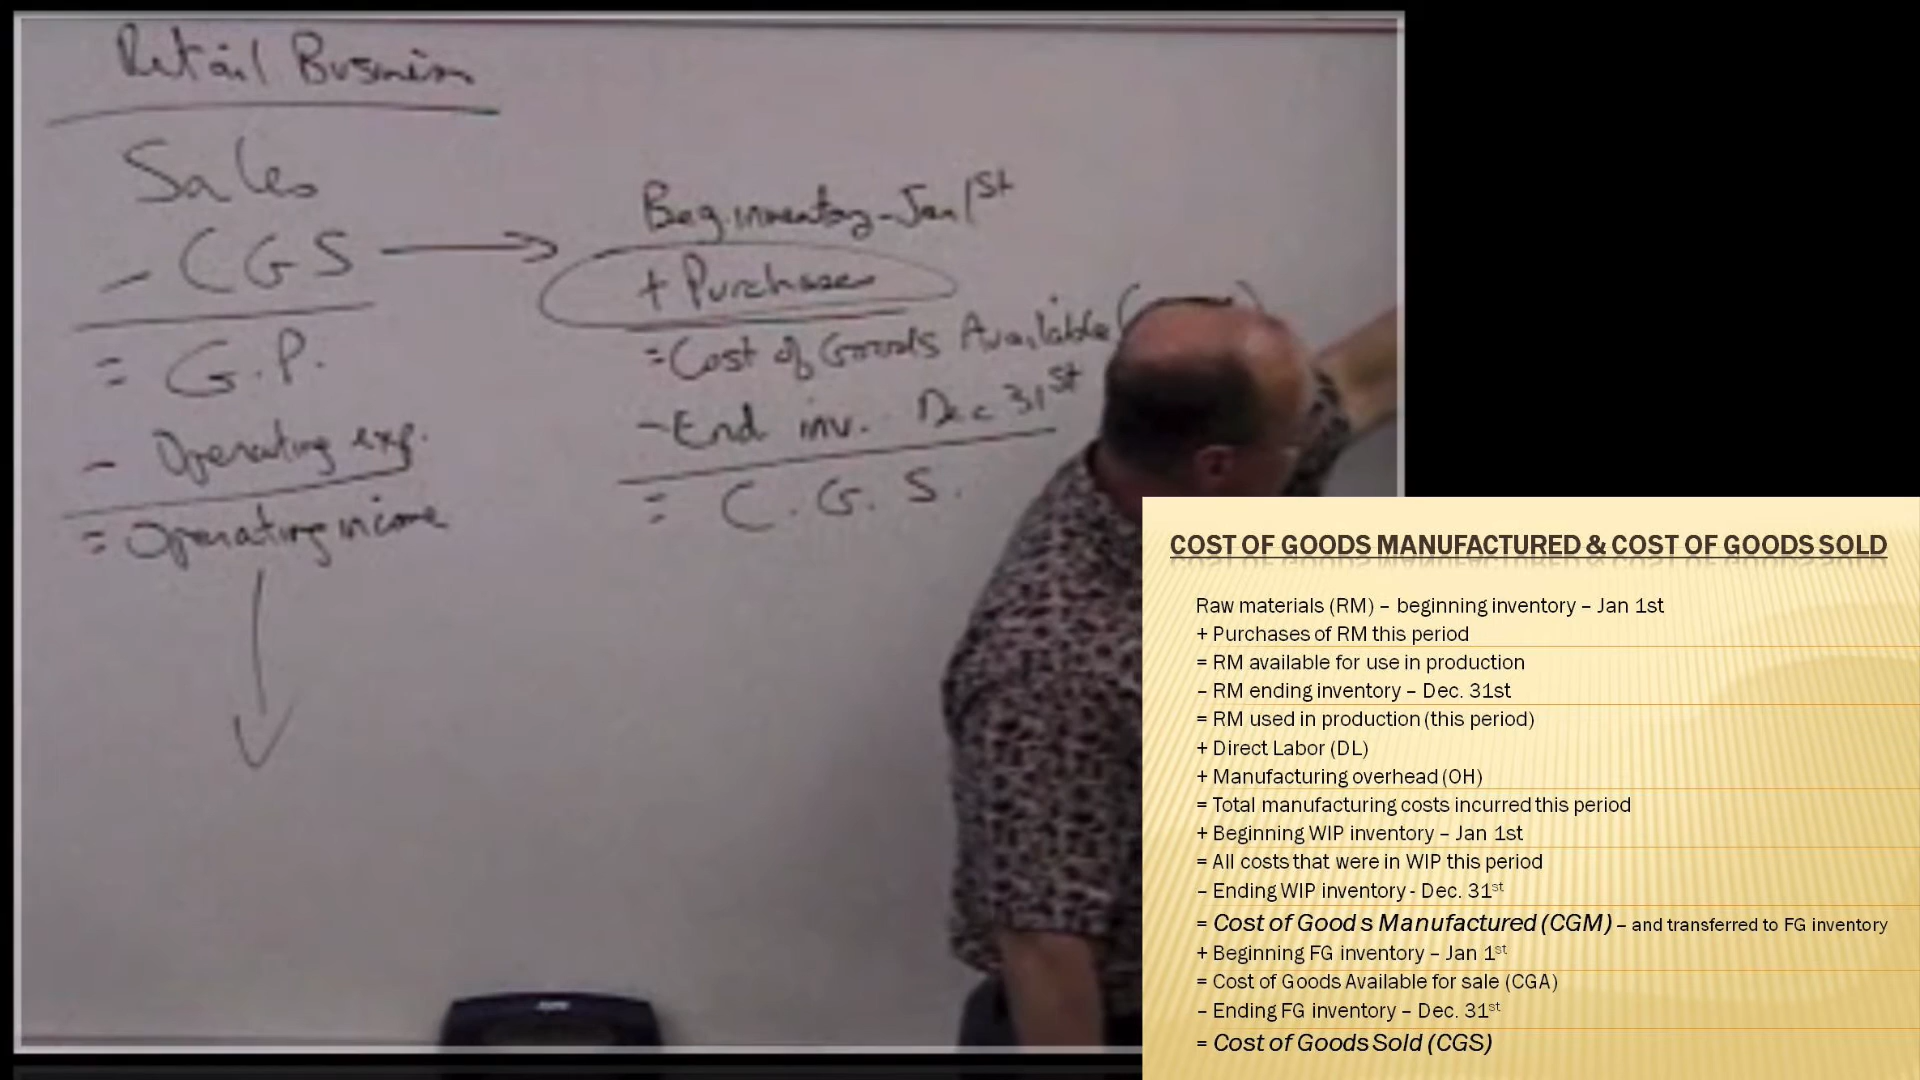 Retail Business
Sales
- CGS
= G.P.
- Operating exp.
= Operating income
Beg. inventory - Jan 1st
+ Purchases
= Cost of Goods Available (
- End inv. Dec 31st
= C.G.S.
COST OF GOODS MANUFACTURED & COST OF GOODS SOLD
Raw materials (RM) – beginning inventory – Jan 1st
+ Purchases of RM this period
= RM available for use in production
– RM ending inventory – Dec. 31st
= RM used in production (this period)
+ Direct Labor (DL)
+ Manufacturing overhead (OH)
= Total manufacturing costs incurred this period
+ Beginning WIP inventory – Jan 1st
= All costs that were in WIP this period
– Ending WIP inventory - Dec. 31st
= Cost of Good s Manufactured (CGM) – and transferred to FG inventory
+ Beginning FG inventory – Jan 1st
= Cost of Goods Available for sale (CGA)
– Ending FG inventory – Dec. 31st
= Cost of Goods Sold (CGS)